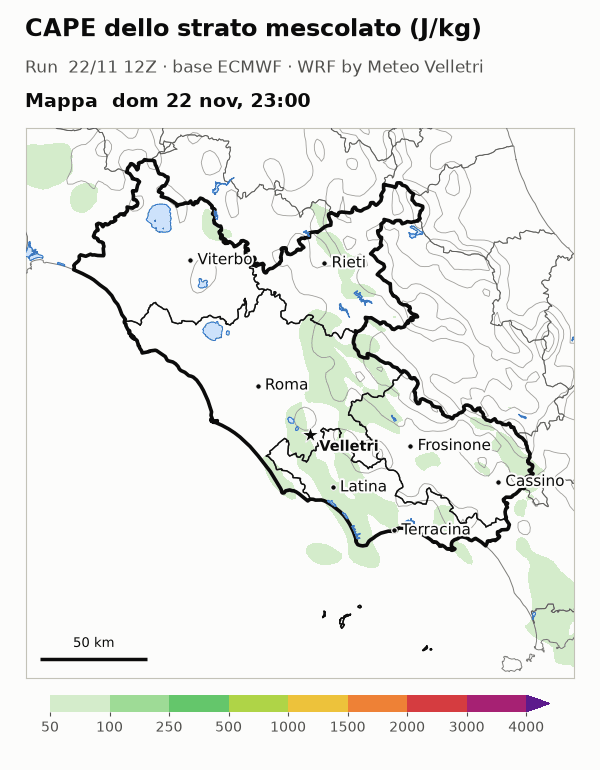 CAPE dello strato mescolato (J/kg)
Run  22/11 12Z · base ECMWF · WRF by Meteo Velletri
Mappa  dom 22 nov, 23:00
Viterbo
Rieti
Roma
Velletri
Frosinone
Latina
Cassino
Terracina
50 km
50 100 250 500 1000 1500 2000 3000 4000